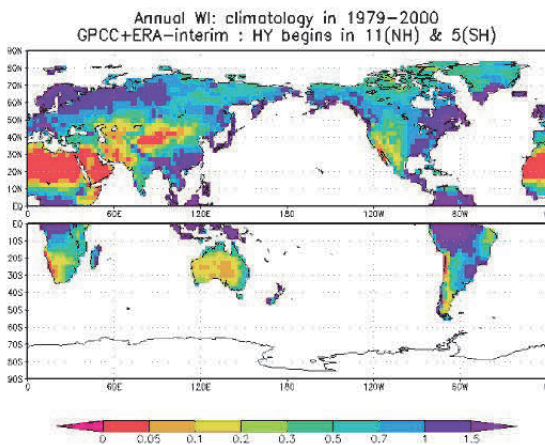 Annual WI: climatology in 1979-2000
GPCC+ERA-interim : HY begins in 11(NH) & 5(SH)
90N
80N
70N
60N
50N
40N
30N
20N
10N
EQ
0 60E 120E 180 120W 60W 0
EQ
10S
20S
30S
40S
50S
60S
70S
80S
90S
0 60E 120E 180 120W 60W 0
0 0.05 0.1 0.2 0.3 0.5 0.7 1 1.5